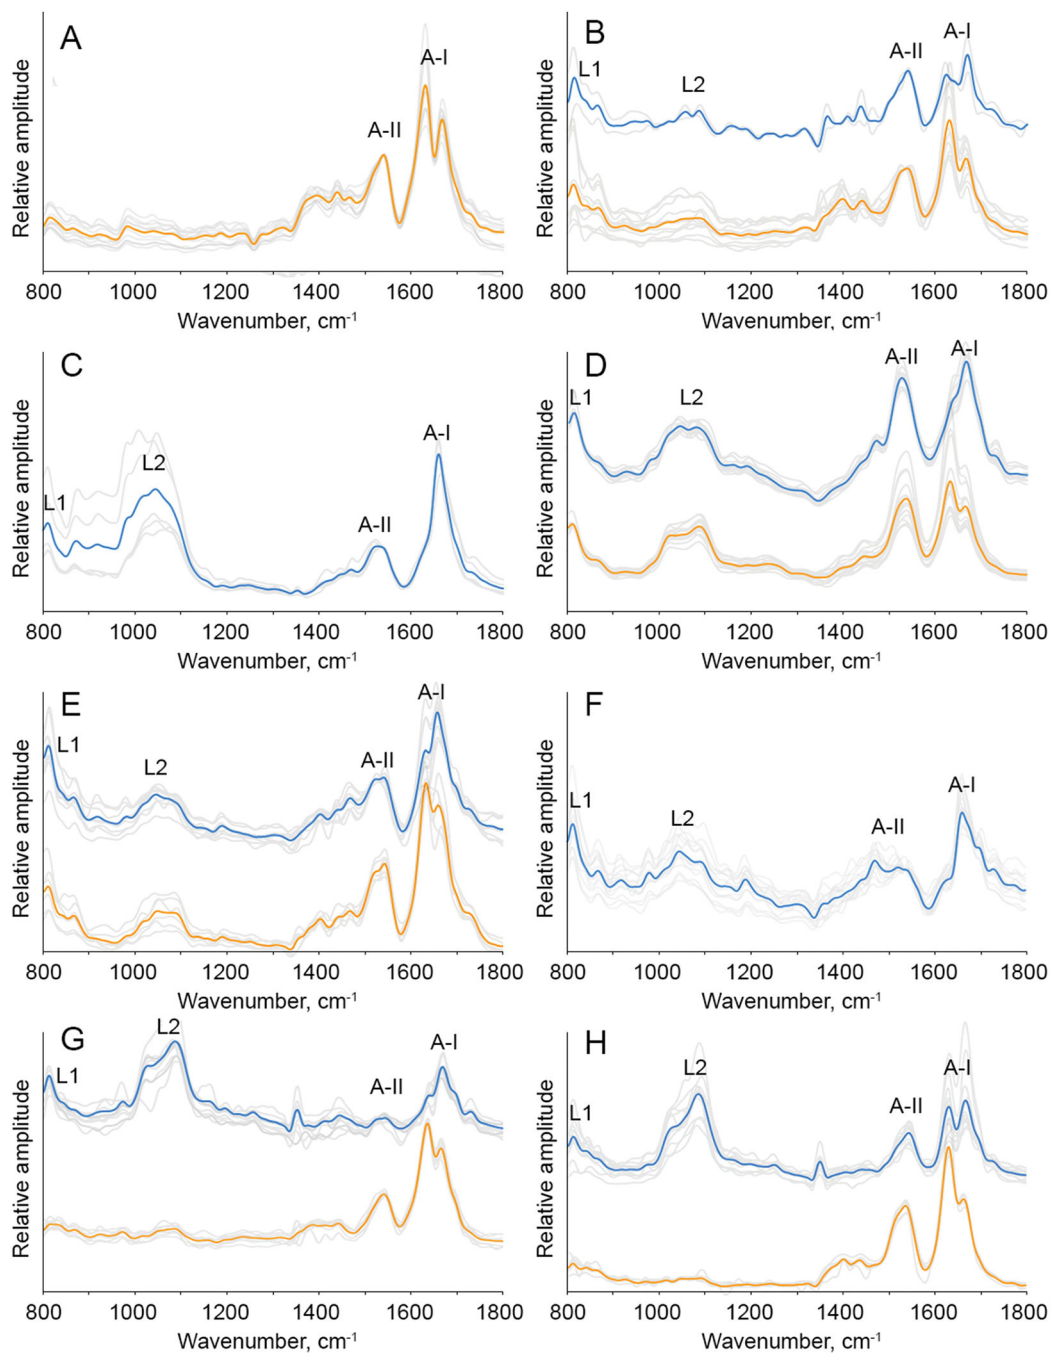 A
A-I
A-II
Relative amplitude
800 1000 1200 1400 1600 1800
Wavenumber, cm⁻¹
B
A-I
A-II
L1
L2
Relative amplitude
800 1000 1200 1400 1600 1800
Wavenumber, cm⁻¹
C
A-I
L2
L1
A-II
Relative amplitude
800 1000 1200 1400 1600 1800
Wavenumber, cm⁻¹
D
A-I
A-II
L1
L2
Relative amplitude
800 1000 1200 1400 1600 1800
Wavenumber, cm⁻¹
E
A-I
L1
A-II
L2
Relative amplitude
800 1000 1200 1400 1600 1800
Wavenumber, cm⁻¹
F
A-I
L1
L2
A-II
Relative amplitude
800 1000 1200 1400 1600 1800
Wavenumber, cm⁻¹
G
L2
A-I
L1
A-II
Relative amplitude
800 1000 1200 1400 1600 1800
Wavenumber, cm⁻¹
H
L2
A-I
A-II
L1
Relative amplitude
800 1000 1200 1400 1600 1800
Wavenumber, cm⁻¹